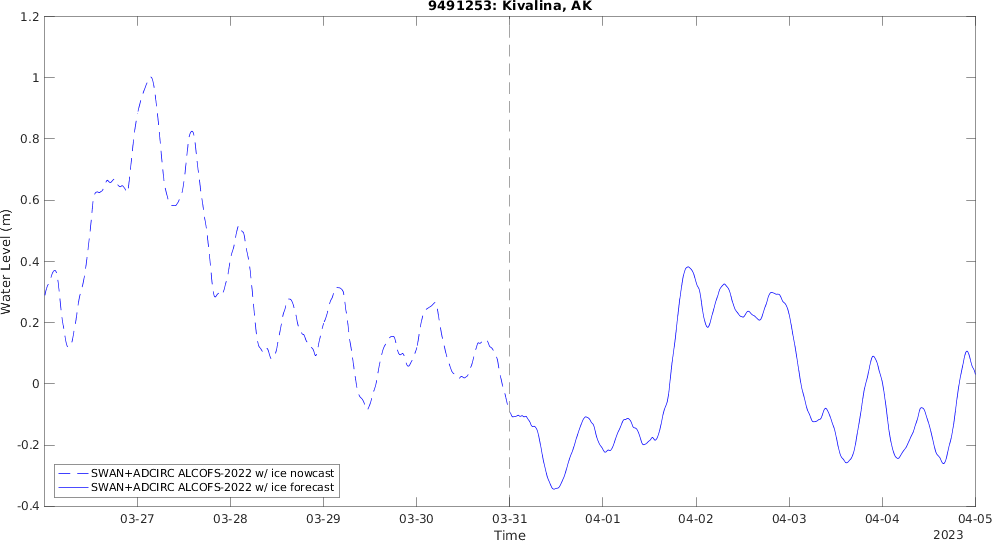 9491253: Kivalina, AK
1.2
1
0.8
0.6
0.4
0.2
0
-0.2
-0.4
Water Level (m)
SWAN+ADCIRC ALCOFS-2022 w/ ice nowcast
SWAN+ADCIRC ALCOFS-2022 w/ ice forecast
03-27 03-28 03-29 03-30 03-31 04-01 04-02 04-03 04-04 04-05
Time
2023